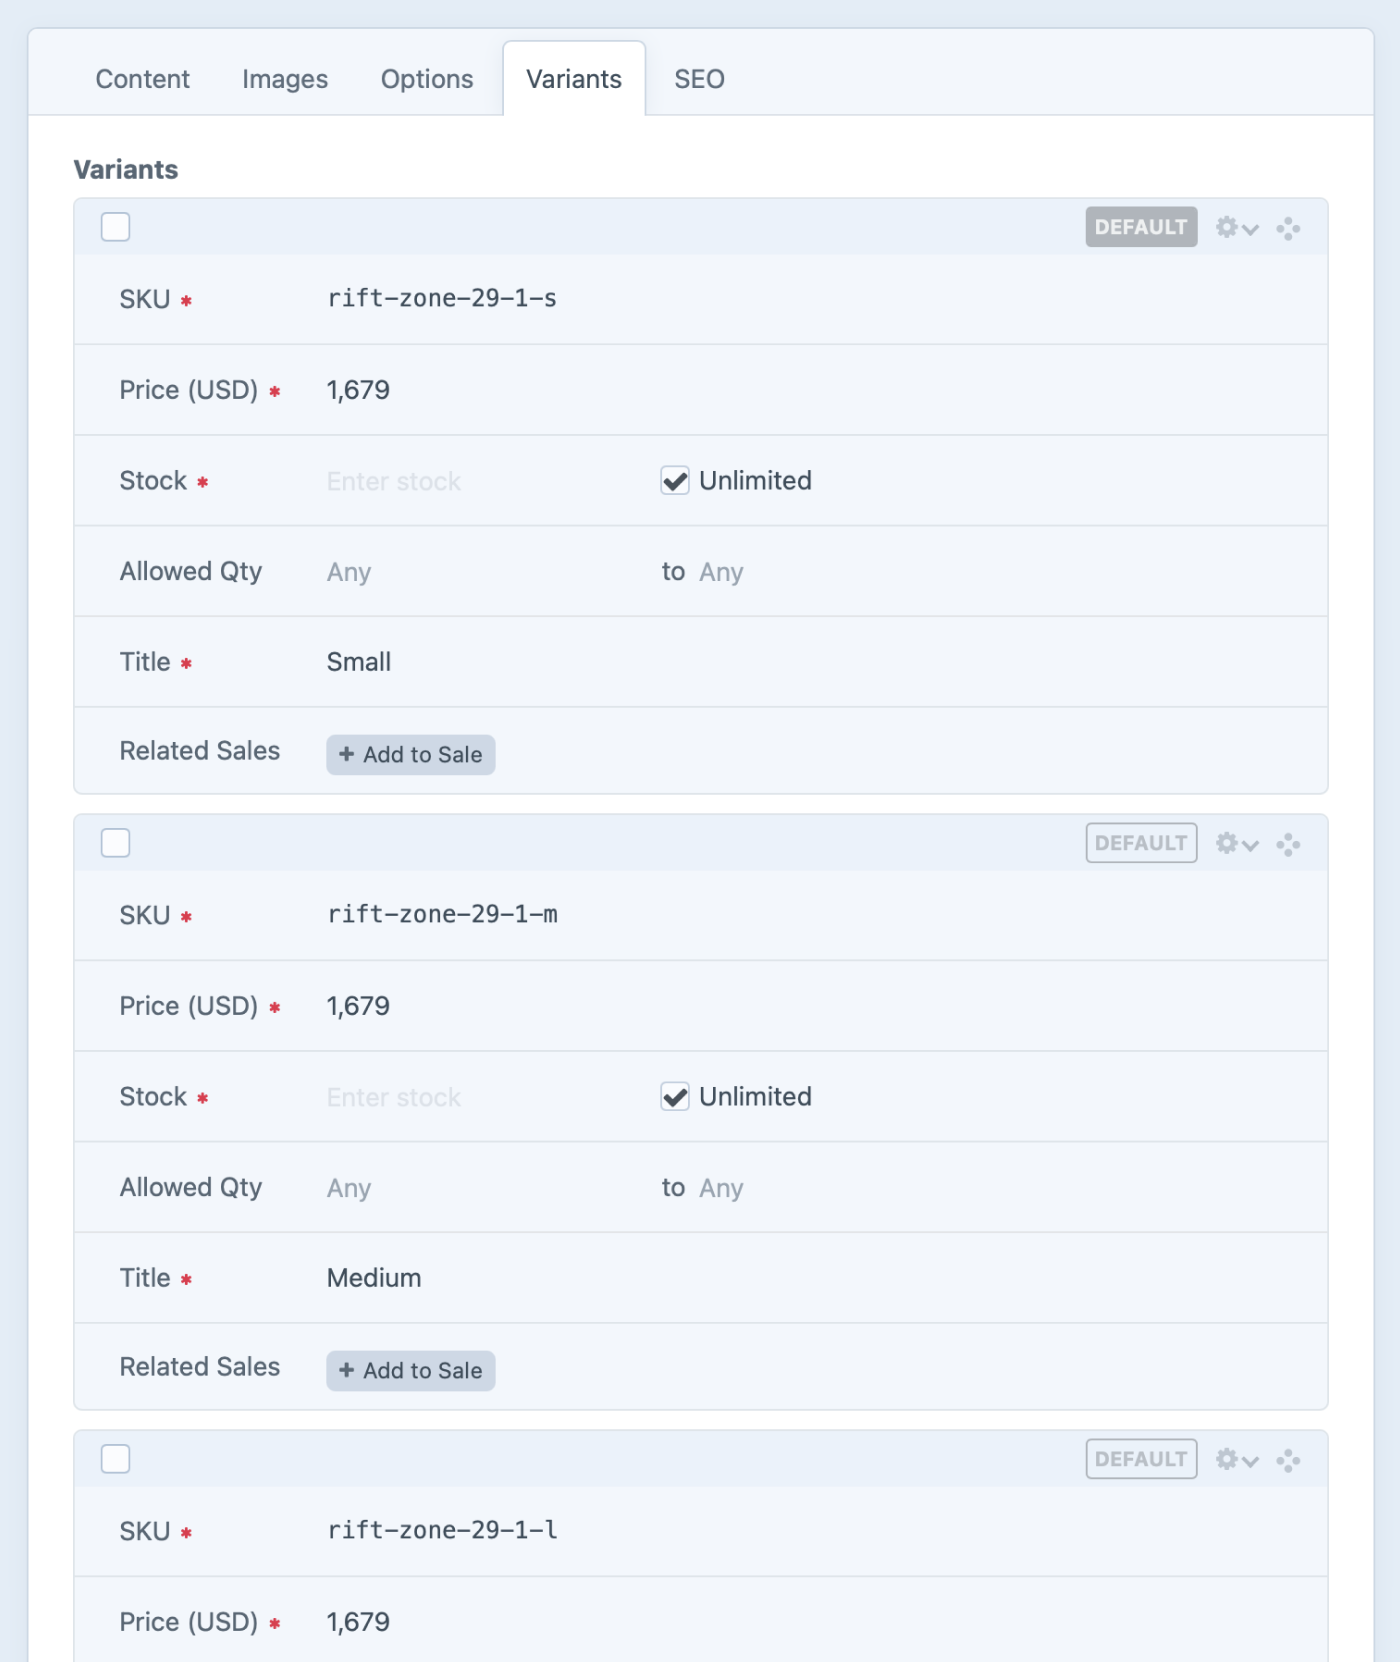 Content Images Options Variants SEO
Variants
DEFAULT
SKU * rift-zone-29-1-s
Price (USD) * 1,679
Stock * Enter stock Unlimited
Allowed Qty Any to Any
Title * Small
Related Sales + Add to Sale
DEFAULT
SKU * rift-zone-29-1-m
Price (USD) * 1,679
Stock * Enter stock Unlimited
Allowed Qty Any to Any
Title * Medium
Related Sales + Add to Sale
DEFAULT
SKU * rift-zone-29-1-l
Price (USD) * 1,679